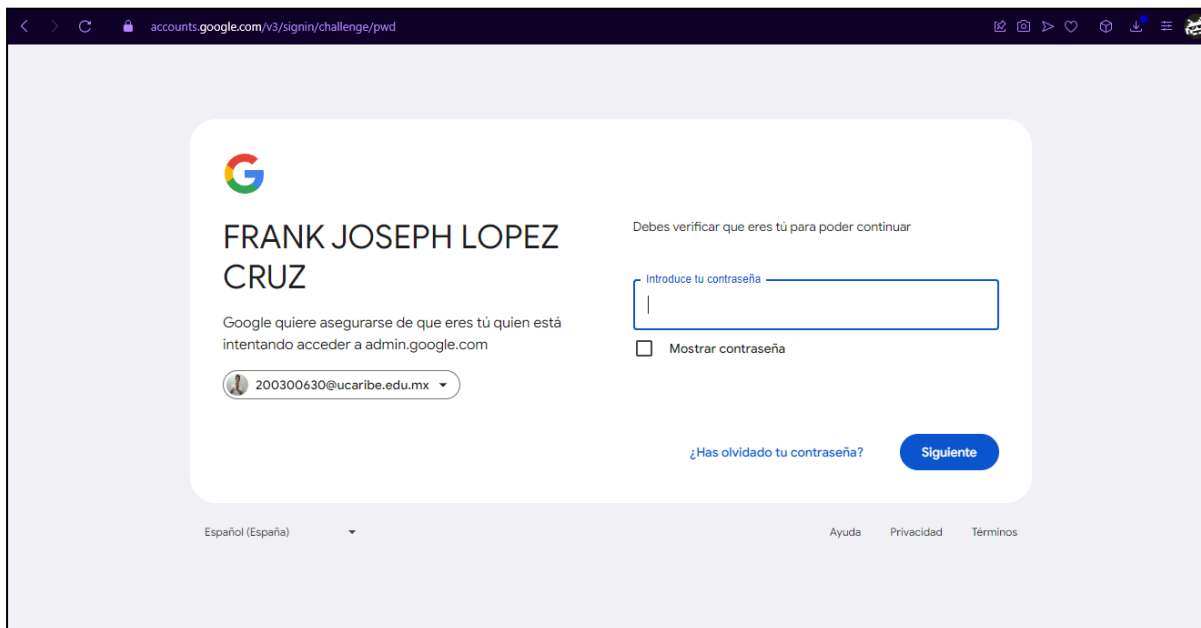 accounts.google.com/v3/signin/challenge/pwd
FRANK JOSEPH LOPEZ
CRUZ
Google quiere asegurarse de que eres tú quien está
intentando acceder a admin.google.com
200300630@ucaribe.edu.mx
Debes verificar que eres tú para poder continuar
Introduce tu contraseña
Mostrar contraseña
¿Has olvidado tu contraseña?
Siguiente
Español (España)
Ayuda Privacidad Términos